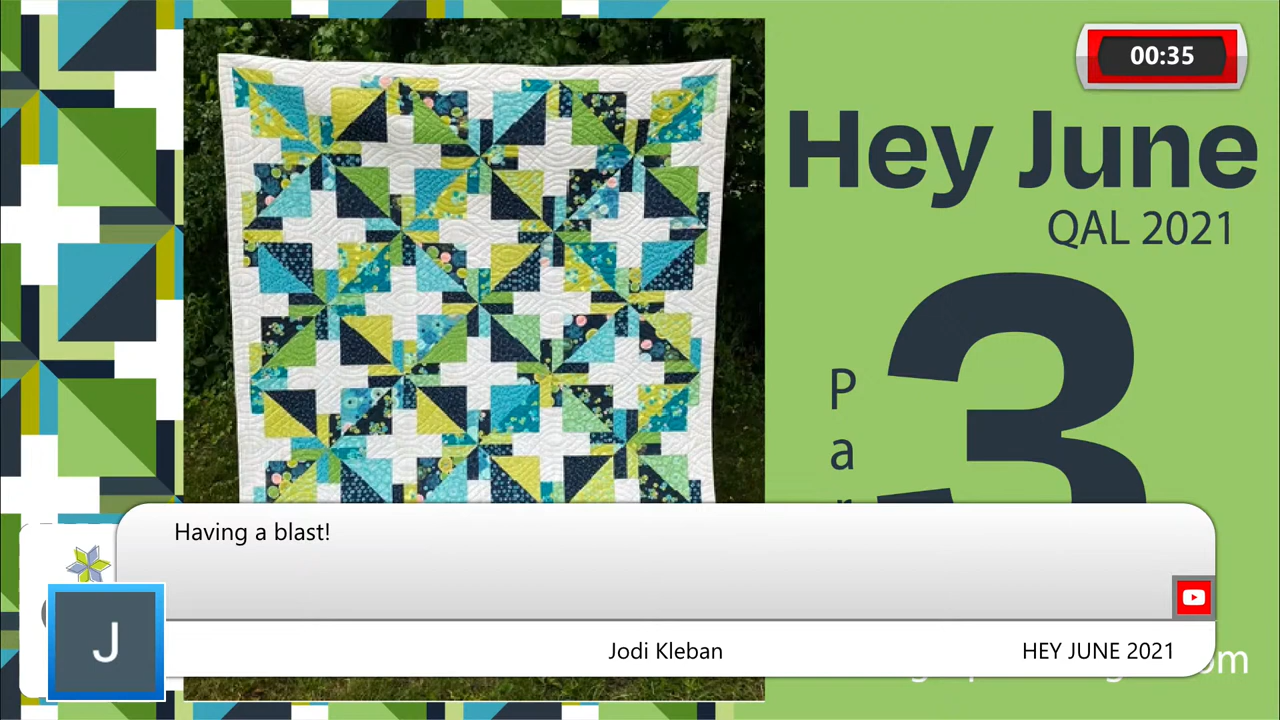 00:35
Hey June
QAL 2021
3
P
a
Having a blast!
J
Jodi Kleban
HEY JUNE 2021